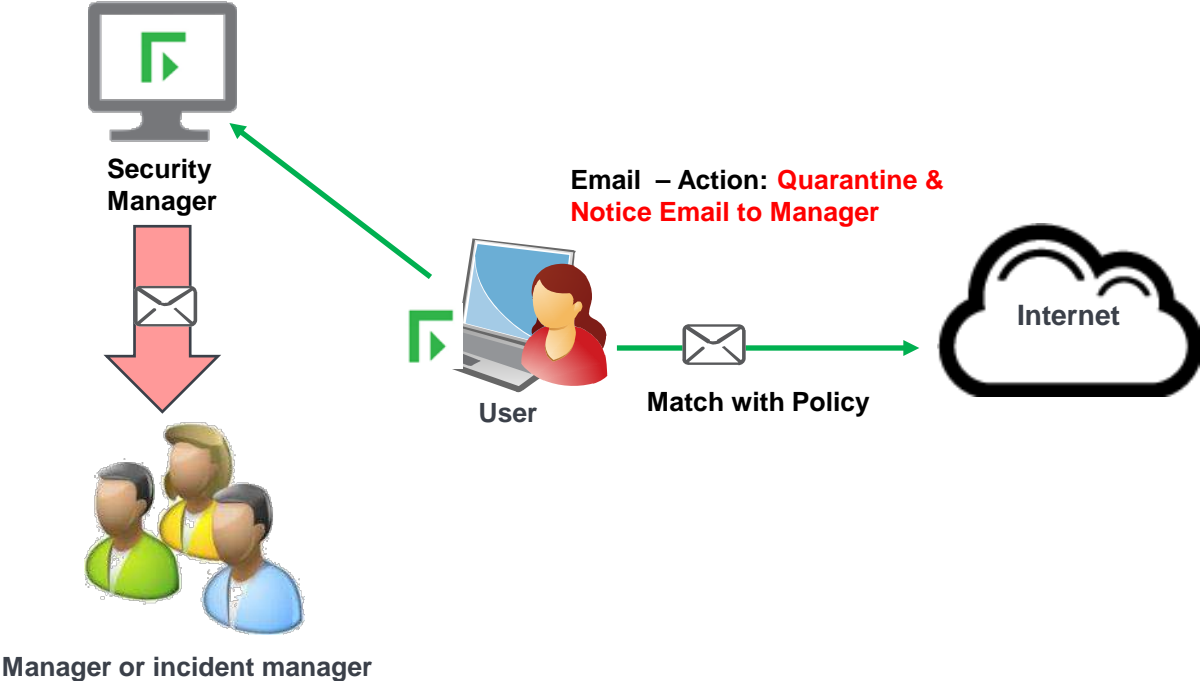 Security
Manager
Email – Action: Quarantine &
Notice Email to Manager
Internet
User
Match with Policy
Manager or incident manager